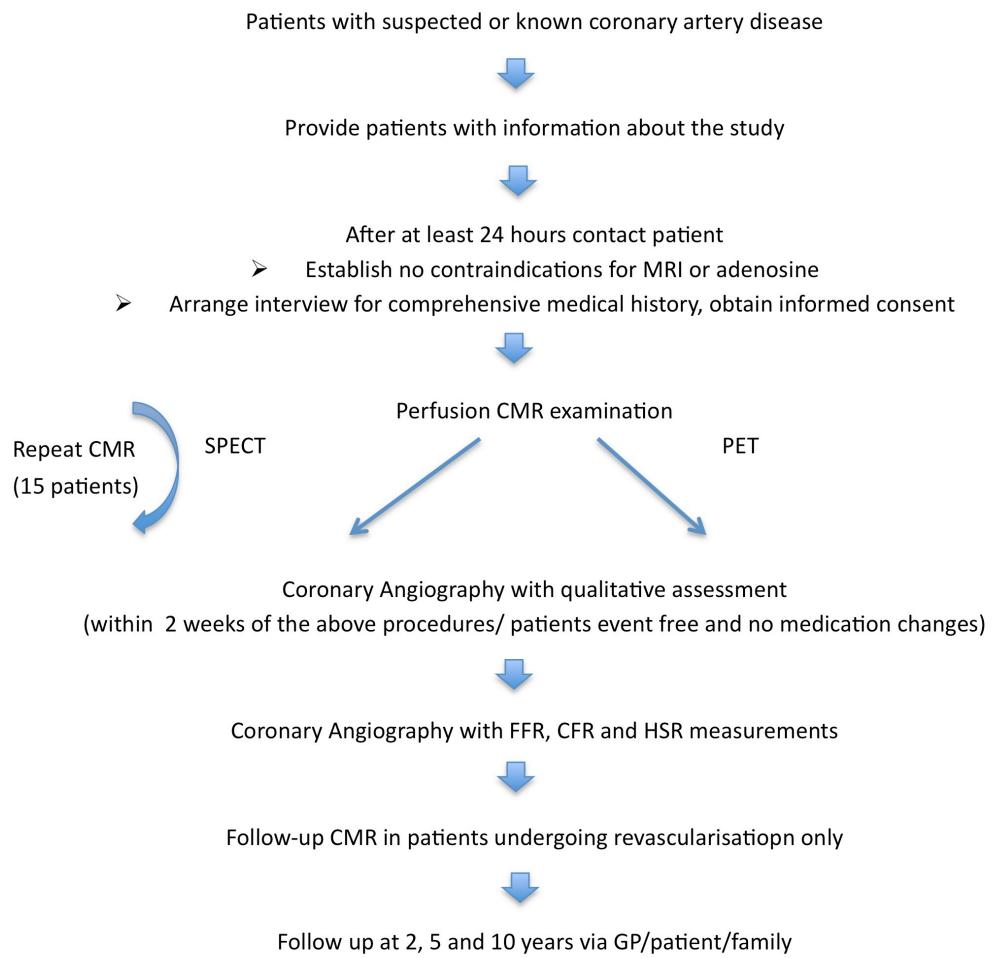 Patients with suspected or known coronary artery disease
Provide patients with information about the study
After at least 24 hours contact patient
➢ Establish no contraindications for MRI or adenosine
➢ Arrange interview for comprehensive medical history, obtain informed consent
Perfusion CMR examination
Repeat CMR
(15 patients)
SPECT
PET
Coronary Angiography with qualitative assessment
(within 2 weeks of the above procedures/ patients event free and no medication changes)
Coronary Angiography with FFR, CFR and HSR measurements
Follow-up CMR in patients undergoing revascularisatiopn only
Follow up at 2, 5 and 10 years via GP/patient/family